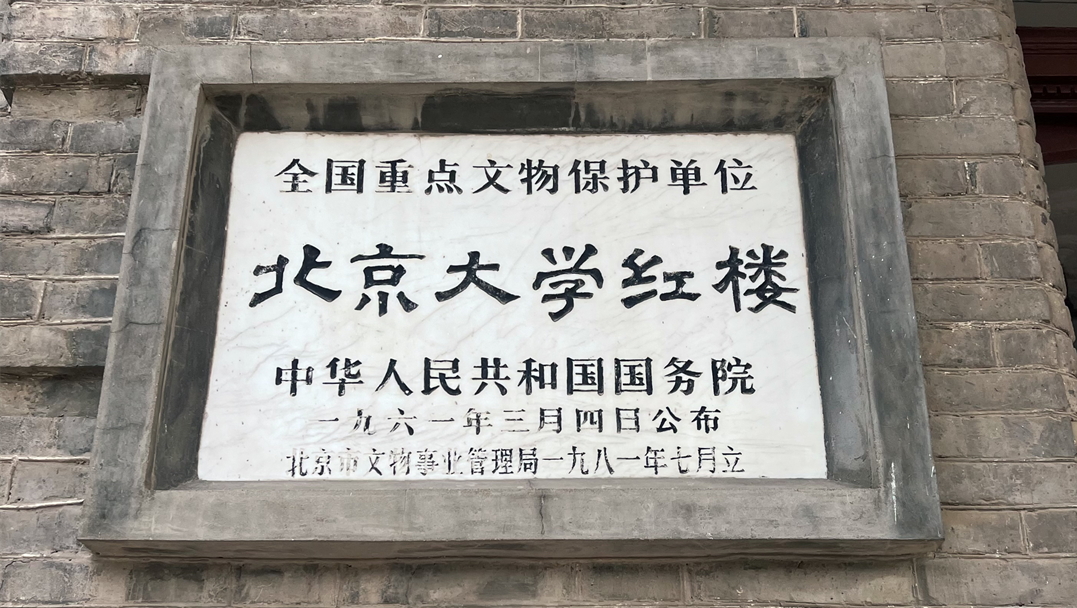 全国重点文物保护单位
北京大学红楼
中华人民共和国国务院
一九六一年三月四日公布
北京市文物事业管理局一九八一年七月立